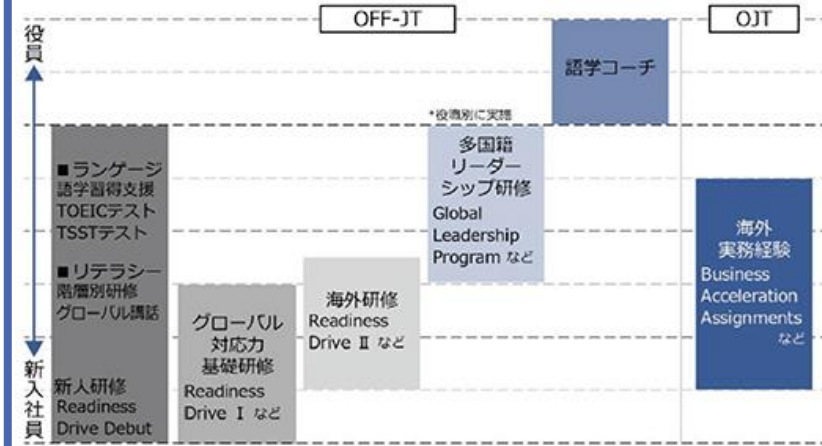 OFF-JT
OJT
役員
新入社員
■ランゲージ
語学習得支援
TOEICテスト
TSSTテスト
■リテラシー
階層別研修
グローバル講話
新人研修
Readiness
Drive Debut
グローバル
対応力
基礎研修
Readiness
Drive Ⅰ など
海外研修
Readiness
Drive Ⅱ など
*役職別に実施
多国籍
リーダー
シップ研修
Global
Leadership
Program など
語学コーチ
海外
実務経験
Business
Acceleration
Assignments
など